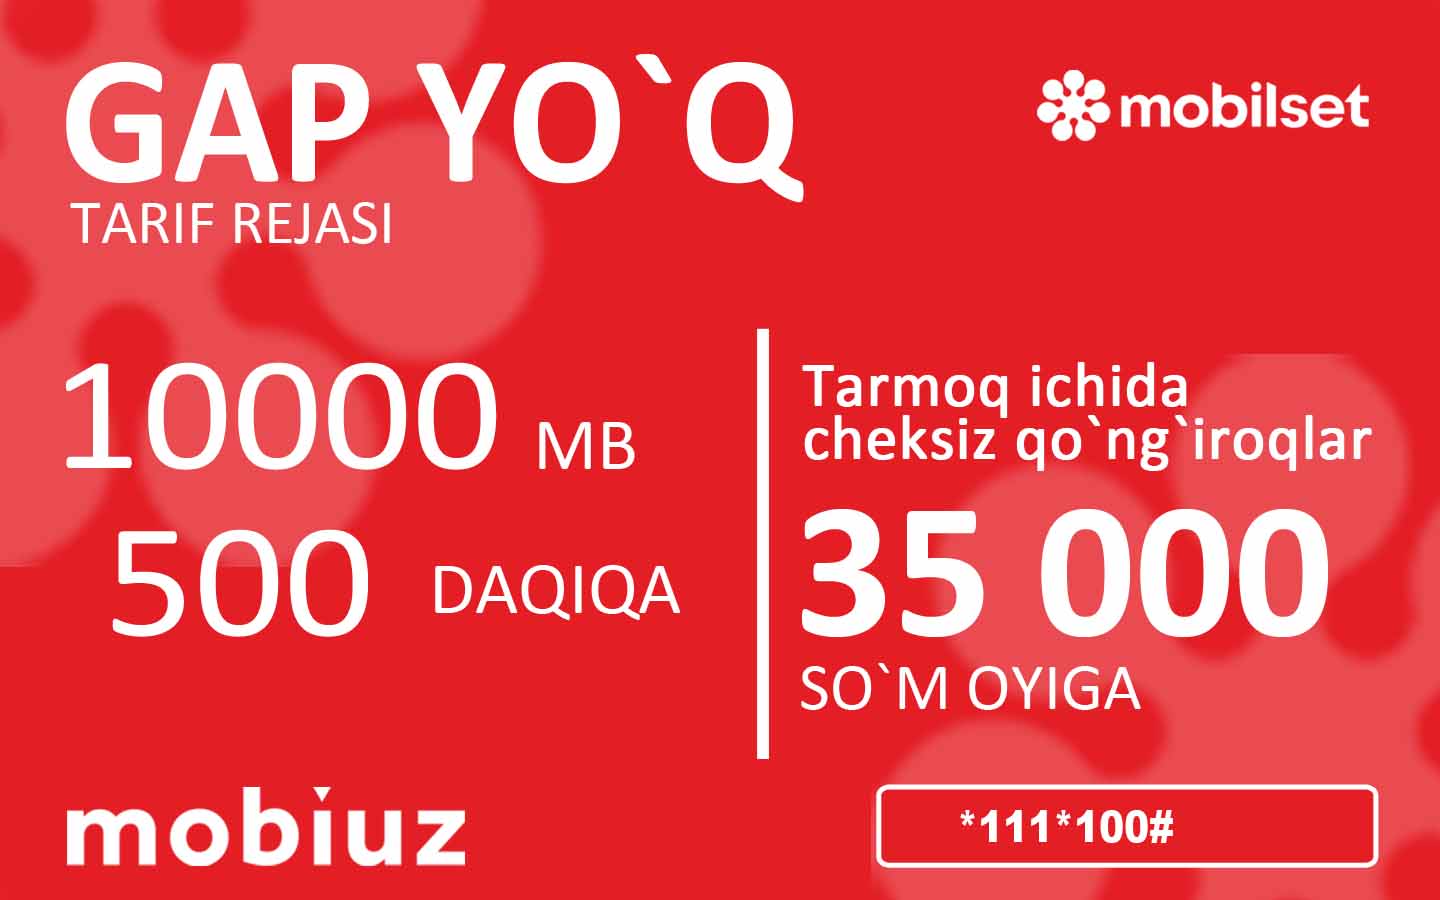 GAP YO`Q
TARIF REJASI
mobilset
10000 MB
500 DAQIQA
Tarmoq ichida
cheksiz qo`ng`iroqlar
35 000
SO`M OYIGA
mobiuz
*111*100#